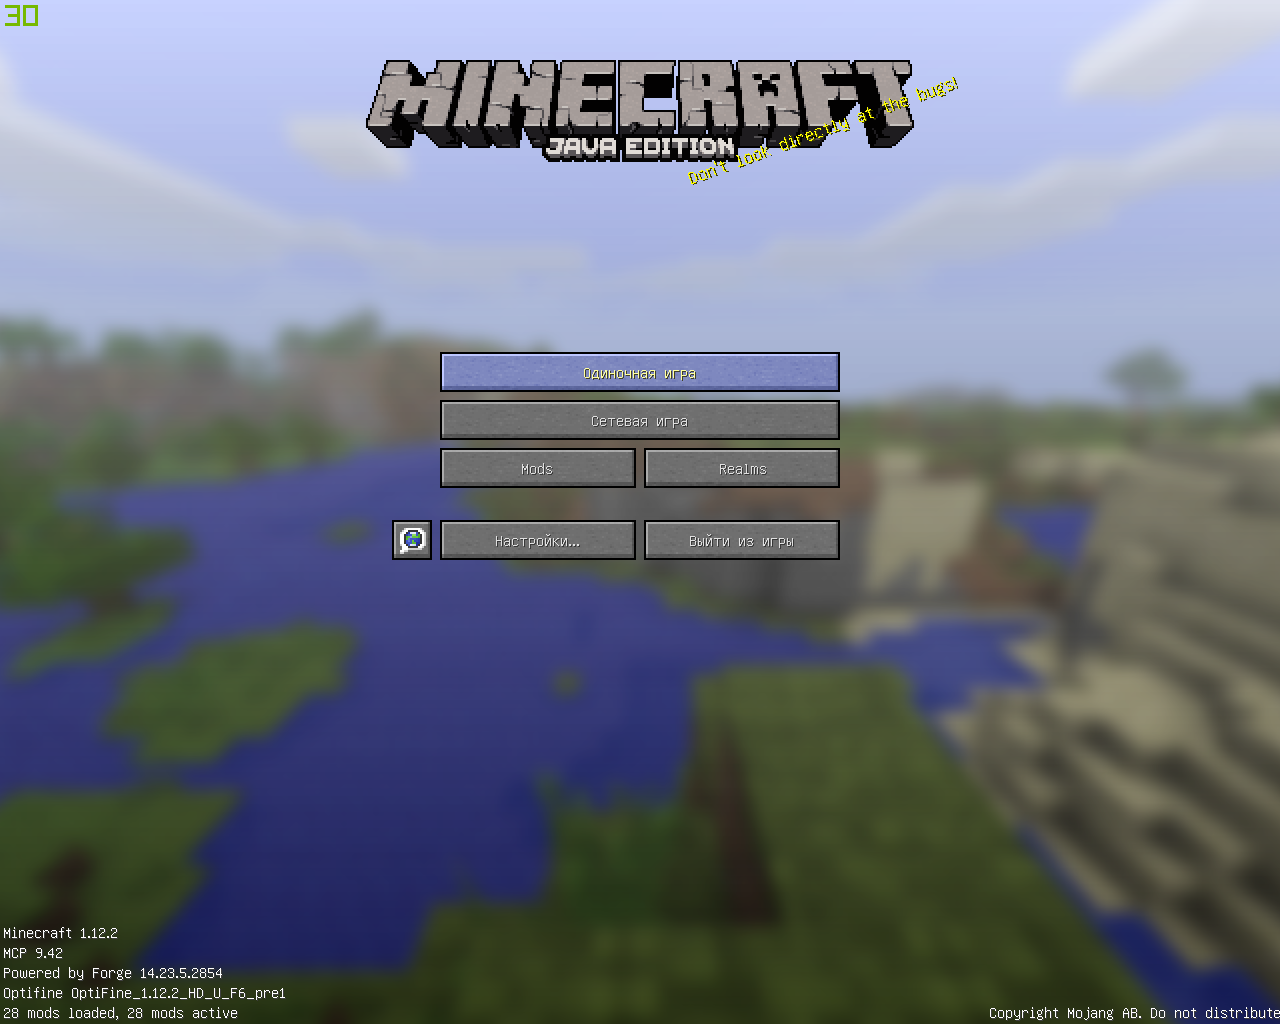 30
MINECRAFT
JAVA EDITION
Don't look directly at the bugs!
Одиночная игра
Сетевая игра
Mods
Realms
Настройки...
Выйти из игры
Minecraft 1.12.2
MCP 9.42
Powered by Forge 14.23.5.2854
Optifine OptiFine_1.12.2_HD_U_F6_pre1
28 mods loaded, 28 mods active
Copyright Mojang AB. Do not distribute